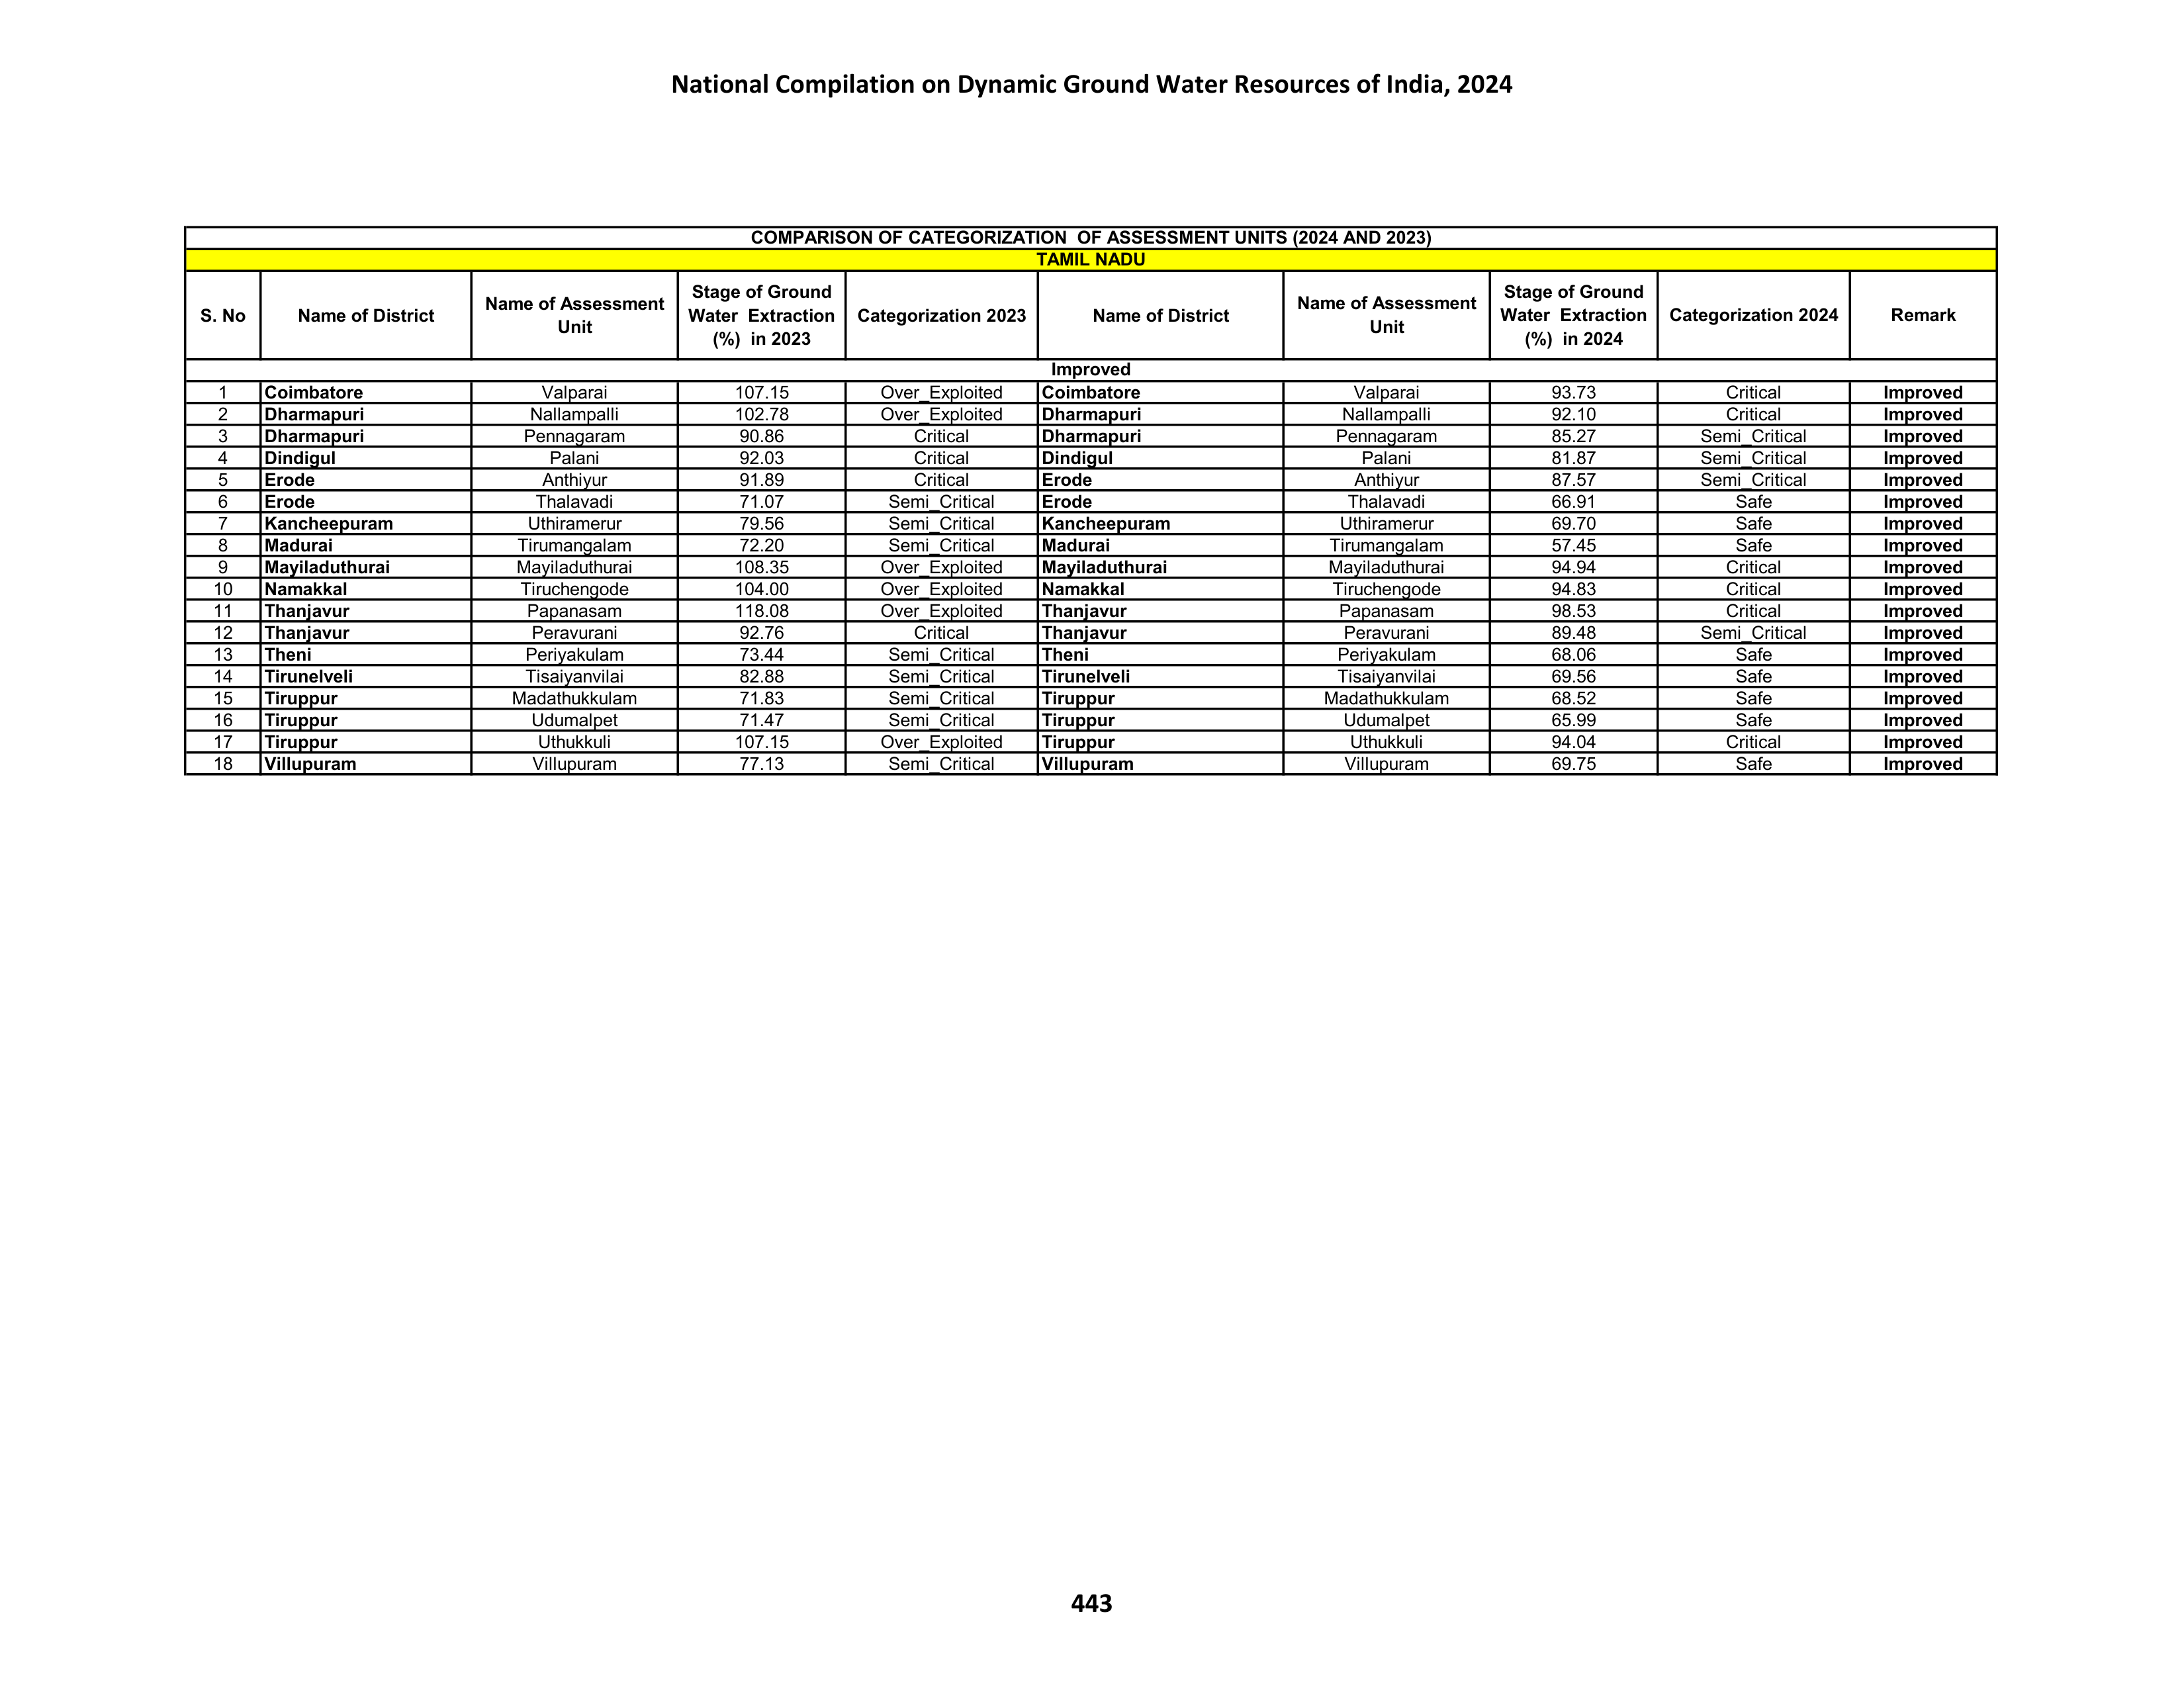 National Compilation on Dynamic Ground Water Resources of India, 2024
COMPARISON OF CATEGORIZATION OF ASSESSMENT UNITS (2024 AND 2023)
TAMIL NADU
S. No Name of District Name of Assessment Unit Stage of Ground Water Extraction (%) in 2023 Categorization 2023 Name of District Name of Assessment Unit Stage of Ground Water Extraction (%) in 2024 Categorization 2024 Remark
Improved
1 Coimbatore Valparai 107.15 Over_Exploited Coimbatore Valparai 93.73 Critical Improved
2 Dharmapuri Nallampalli 102.78 Over_Exploited Dharmapuri Nallampalli 92.10 Critical Improved
3 Dharmapuri Pennagaram 90.86 Critical Dharmapuri Pennagaram 85.27 Semi_Critical Improved
4 Dindigul Palani 92.03 Critical Dindigul Palani 81.87 Semi_Critical Improved
5 Erode Anthiyur 91.89 Critical Erode Anthiyur 87.57 Semi_Critical Improved
6 Erode Thalavadi 71.07 Semi_Critical Erode Thalavadi 66.91 Safe Improved
7 Kancheepuram Uthiramerur 79.56 Semi_Critical Kancheepuram Uthiramerur 69.70 Safe Improved
8 Madurai Tirumangalam 72.20 Semi_Critical Madurai Tirumangalam 57.45 Safe Improved
9 Mayiladuthurai Mayiladuthurai 108.35 Over_Exploited Mayiladuthurai Mayiladuthurai 94.94 Critical Improved
10 Namakkal Tiruchengode 104.00 Over_Exploited Namakkal Tiruchengode 94.83 Critical Improved
11 Thanjavur Papanasam 118.08 Over_Exploited Thanjavur Papanasam 98.53 Critical Improved
12 Thanjavur Peravurani 92.76 Critical Thanjavur Peravurani 89.48 Semi_Critical Improved
13 Theni Periyakulam 73.44 Semi_Critical Theni Periyakulam 68.06 Safe Improved
14 Tirunelveli Tisaiyanvilai 82.88 Semi_Critical Tirunelveli Tisaiyanvilai 69.56 Safe Improved
15 Tiruppur Madathukkulam 71.83 Semi_Critical Tiruppur Madathukkulam 68.52 Safe Improved
16 Tiruppur Udumalpet 71.47 Semi_Critical Tiruppur Udumalpet 65.99 Safe Improved
17 Tiruppur Uthukkuli 107.15 Over_Exploited Tiruppur Uthukkuli 94.04 Critical Improved
18 Villupuram Villupuram 77.13 Semi_Critical Villupuram Villupuram 69.75 Safe Improved
443